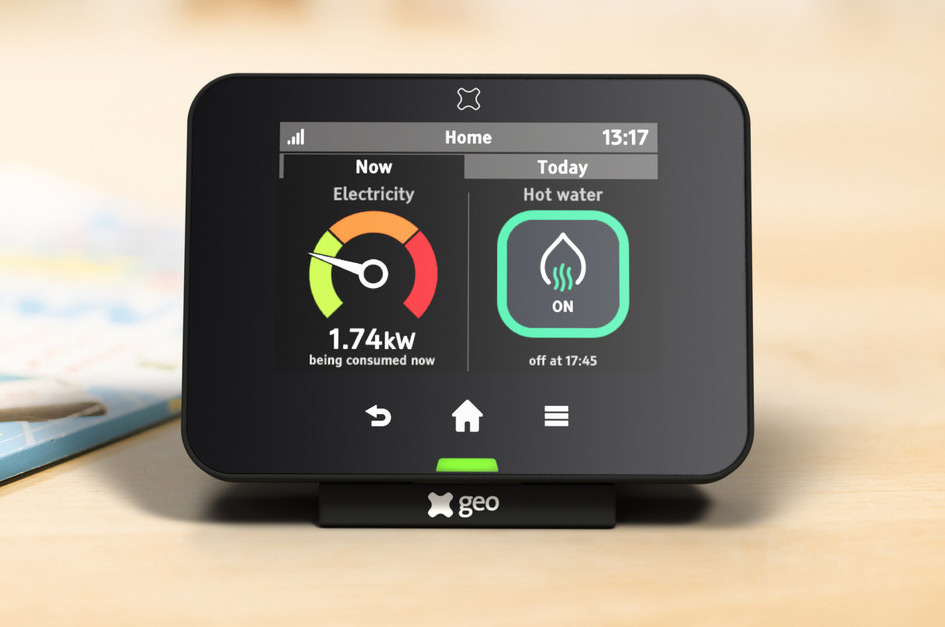 Home 13:17
Now Today
Electricity Hot water
ON
1.74kW
being consumed now off at 17:45
geo